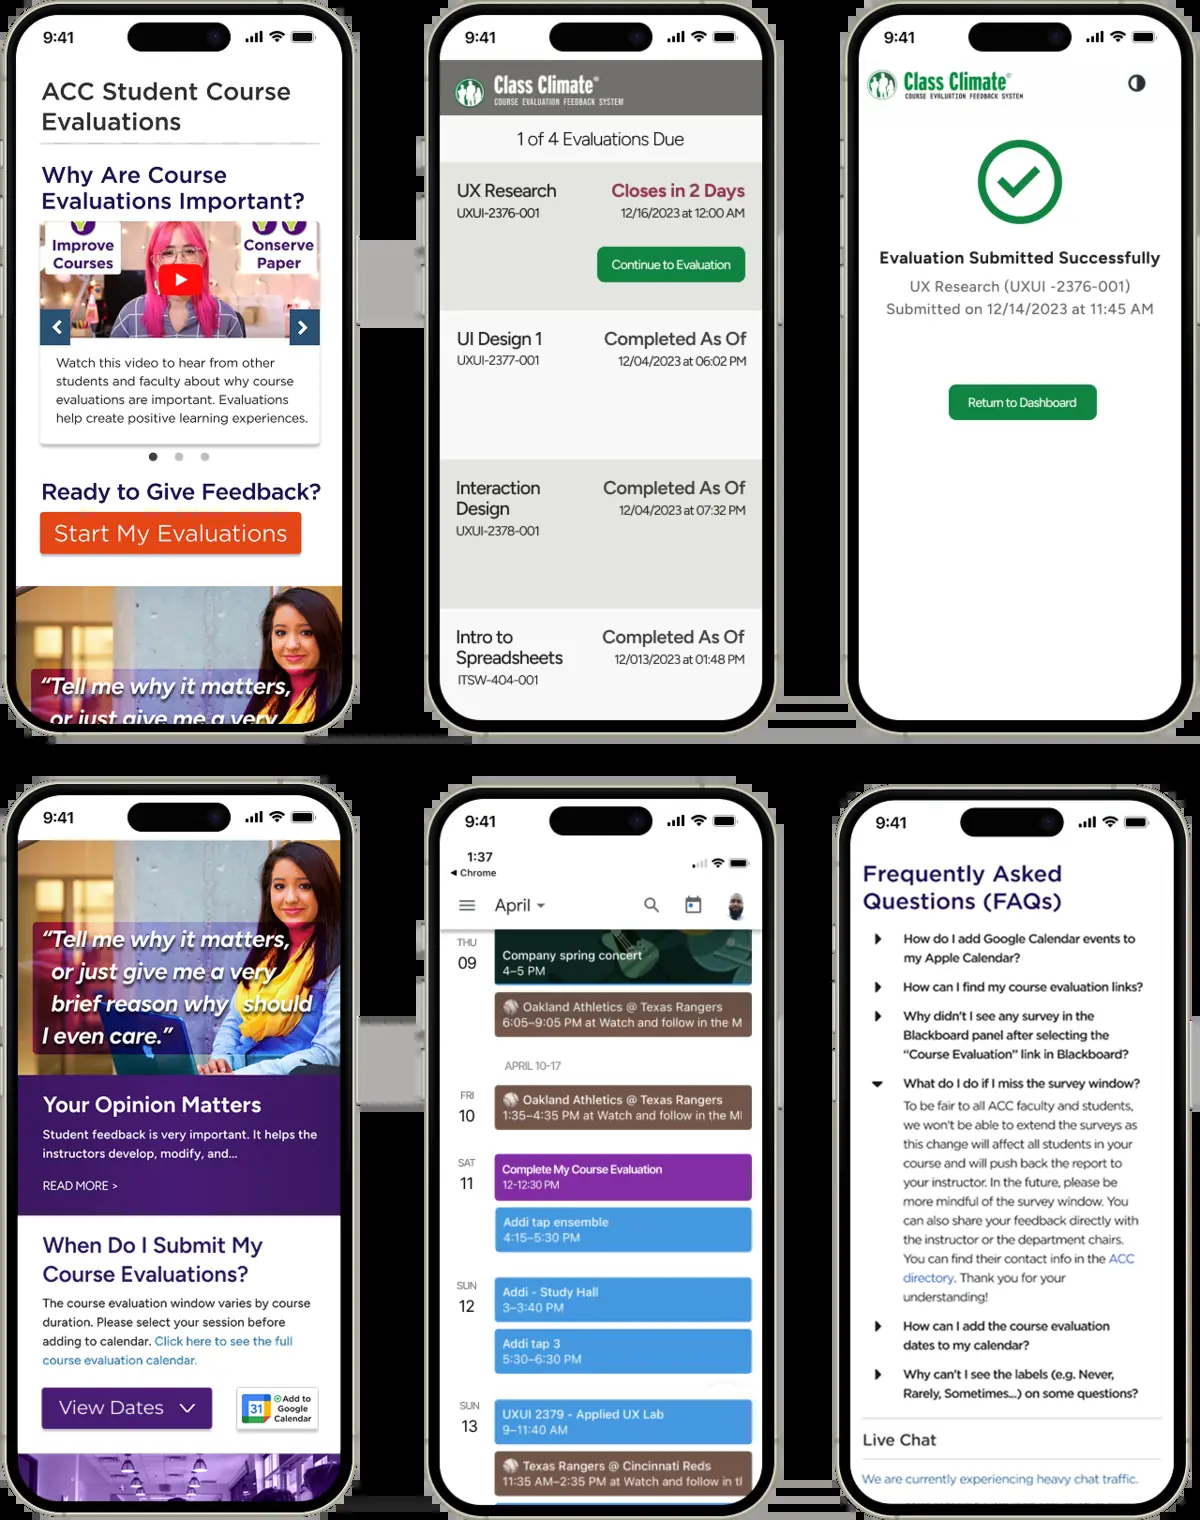 9:41
ACC Student Course
Evaluations
Why Are Course
Evaluations Important?
Improve
Courses
Conserve
Paper
Watch this video to hear from other
students and faculty about why course
evaluations are important. Evaluations
help create positive learning experiences.
Ready to Give Feedback?
Start My Evaluations
“Tell me why it matters,
or just give me a very
9:41
Class Climate®
COURSE EVALUATION FEEDBACK SYSTEM
1 of 4 Evaluations Due
UX Research
Closes in 2 Days
UXUI-2376-001
12/16/2023 at 12:00 AM
Continue to Evaluation
UI Design 1
Completed As Of
UXUI-2377-001
12/04/2023 at 06:02 PM
Interaction
Design
Completed As Of
12/04/2023 at 07:32 PM
UXUI-2378-001
Intro to
Spreadsheets
Completed As Of
12/013/2023 at 01:48 PM
ITSW-404-001
9:41
Class Climate®
COURSE EVALUATION FEEDBACK SYSTEM
Evaluation Submitted Successfully
UX Research (UXUI -2376-001)
Submitted on 12/14/2023 at 11:45 AM
Return to Dashboard
9:41
“Tell me why it matters,
or just give me a very
brief reason why I should
I even care.”
Your Opinion Matters
Student feedback is very important. It helps the
instructors develop, modify, and...
READ MORE >
When Do I Submit My
Course Evaluations?
The course evaluation window varies by course
duration. Please select your session before
adding to calendar. Click here to see the full
course evaluation calendar.
View Dates
31
Add to
Google
Calendar
9:41
1:37
◄ Chrome
April
THU
09
Company spring concert
4–5 PM
Oakland Athletics @ Texas Rangers
6:05–9:05 PM at Watch and follow in the M
APRIL 10-17
FRI
10
Oakland Athletics @ Texas Rangers
1:35–4:35 PM at Watch and follow in the Ml
SAT
11
Complete My Course Evaluation
12-12:30 PM
Addi tap ensemble
4:15–5:30 PM
SUN
12
Addi - Study Hall
3–3:40 PM
Addi tap 3
5:30–6:30 PM
SUN
13
UXUI 2379 - Applied UX Lab
9–11:40 AM
Texas Rangers @ Cincinnati Reds
11:35 AM–2:35 PM at Watch and follow in tl
9:41
Frequently Asked
Questions (FAQs)
How do I add Google Calendar events to
my Apple Calendar?
How can I find my course evaluation links?
Why didn't I see any survey in the
Blackboard panel after selecting the
“Course Evaluation” link in Blackboard?
What do I do if I miss the survey window?
To be fair to all ACC faculty and students,
we won't be able to extend the surveys as
this change will affect all students in your
course and will push back the report to
your instructor. In the future, please be
more mindful of the survey window. You
can also share your feedback directly with
the instructor or the department chairs.
You can find their contact info in the ACC
directory. Thank you for your
understanding!
How can I add the course evaluation
dates to my calendar?
Why can't I see the labels (e.g. Never,
Rarely, Sometimes...) on some questions?
Live Chat
We are currently experiencing heavy chat traffic.